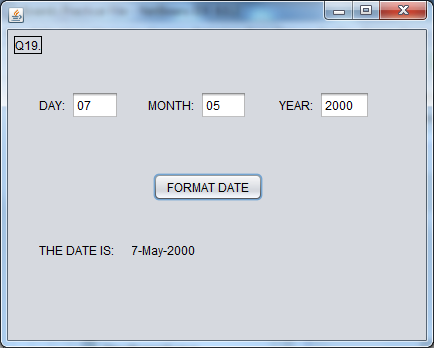 Q19.
DAY: 07 MONTH: 05 YEAR: 2000
FORMAT DATE
THE DATE IS: 7-May-2000